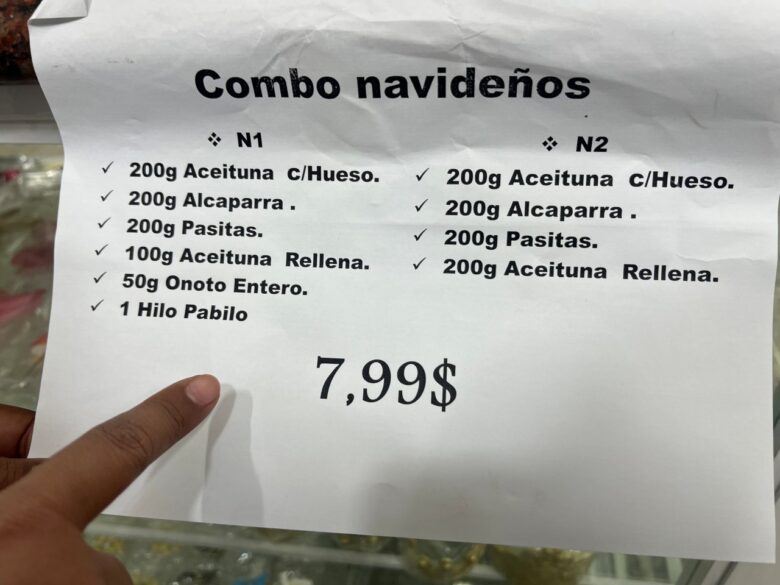 Combo navideños
❖ N1
✓ 200g Aceituna c/Hueso.
✓ 200g Alcaparra .
✓ 200g Pasitas.
✓ 100g Aceituna Rellena.
✓ 50g Onoto Entero.
✓ 1 Hilo Pabilo
❖ N2
✓ 200g Aceituna c/Hueso.
✓ 200g Alcaparra .
✓ 200g Pasitas.
✓ 200g Aceituna Rellena.
7,99$